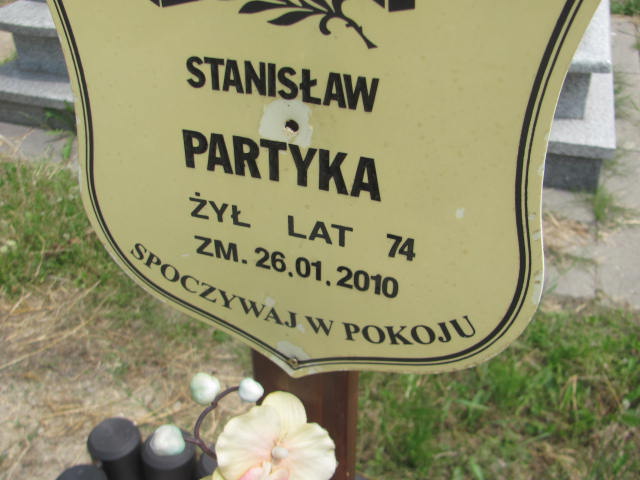 STANISŁAW
PARTYKA
ŻYŁ LAT 74
ZM. 26.01.2010
SPOCZYWAJ W POKOJU